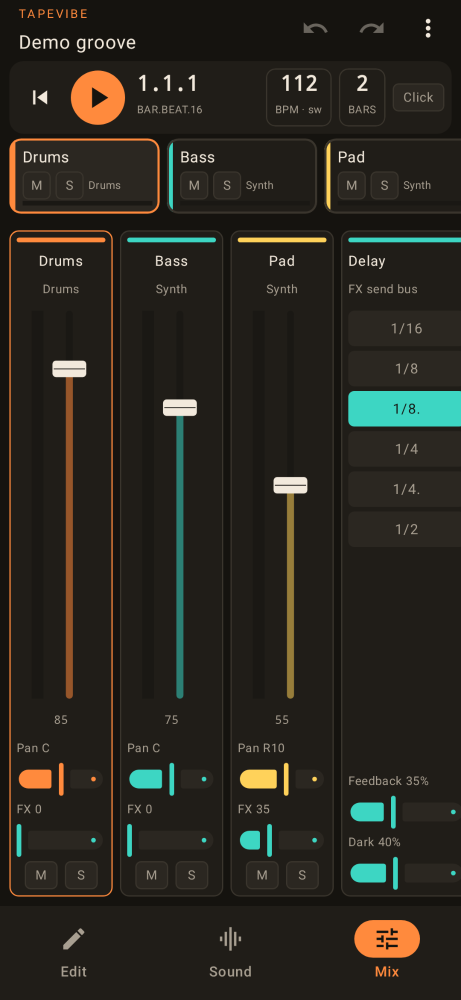 TAPEVIBE
Demo groove
1.1.1
BAR.BEAT.16
112
BPM · sw
2
BARS
Click
Drums
M S Drums
Bass
M S Synth
Pad
M S Synth
Drums
Drums
85
Pan C
FX 0
M S
Bass
Synth
75
Pan C
FX 0
M S
Pad
Synth
55
Pan R10
FX 35
M S
Delay
FX send bus
1/16
1/8
1/8.
1/4
1/4.
1/2
Feedback 35%
Dark 40%
Edit
Sound
Mix